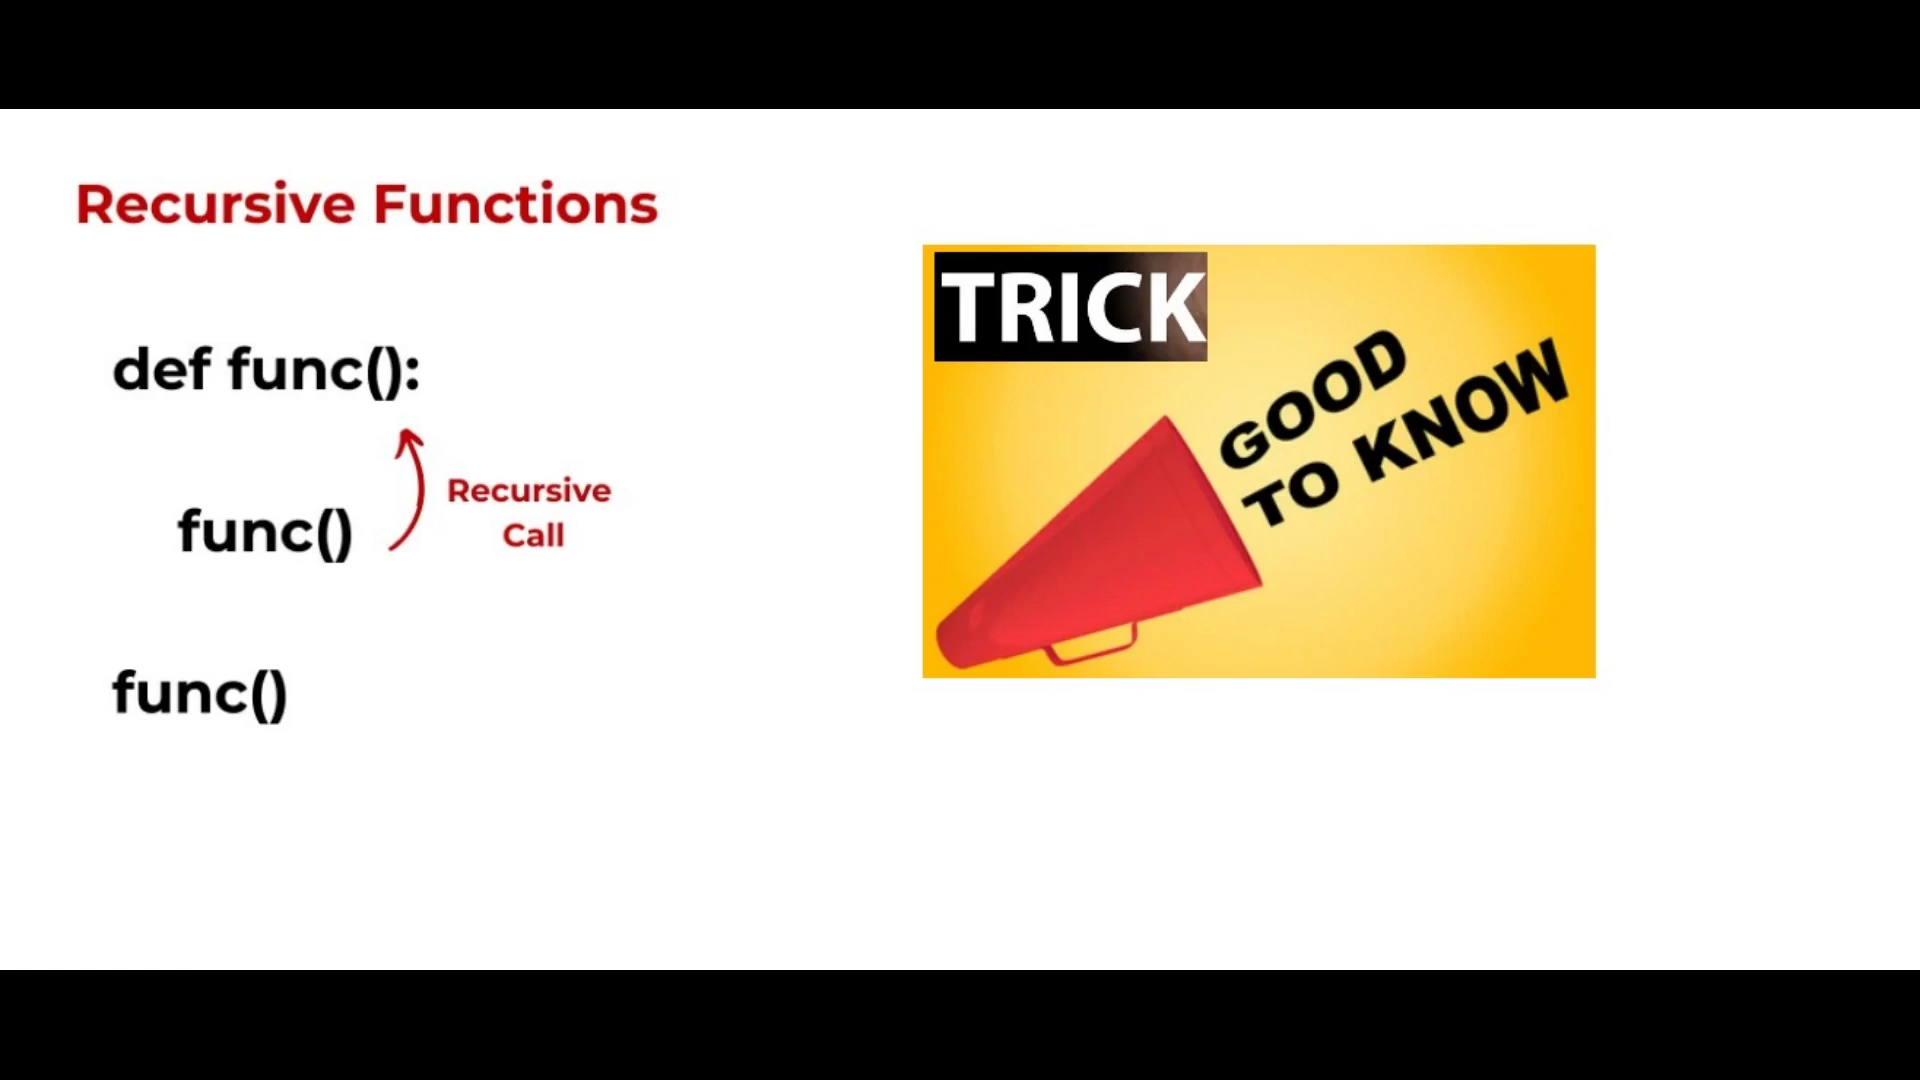 Recursive Functions
def func():
func()
Recursive
Call
func()
TRICK
GOOD
TO KNOW